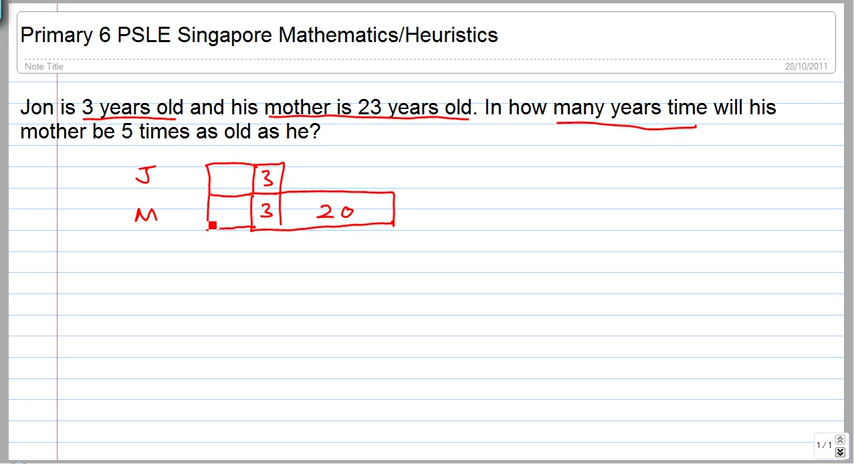 Primary 6 PSLE Singapore Mathematics/Heuristics
Note Title
28/10/2011
Jon is 3 years old and his mother is 23 years old. In how many years time will his
mother be 5 times as old as he?
J 3
M 3 20
1/1